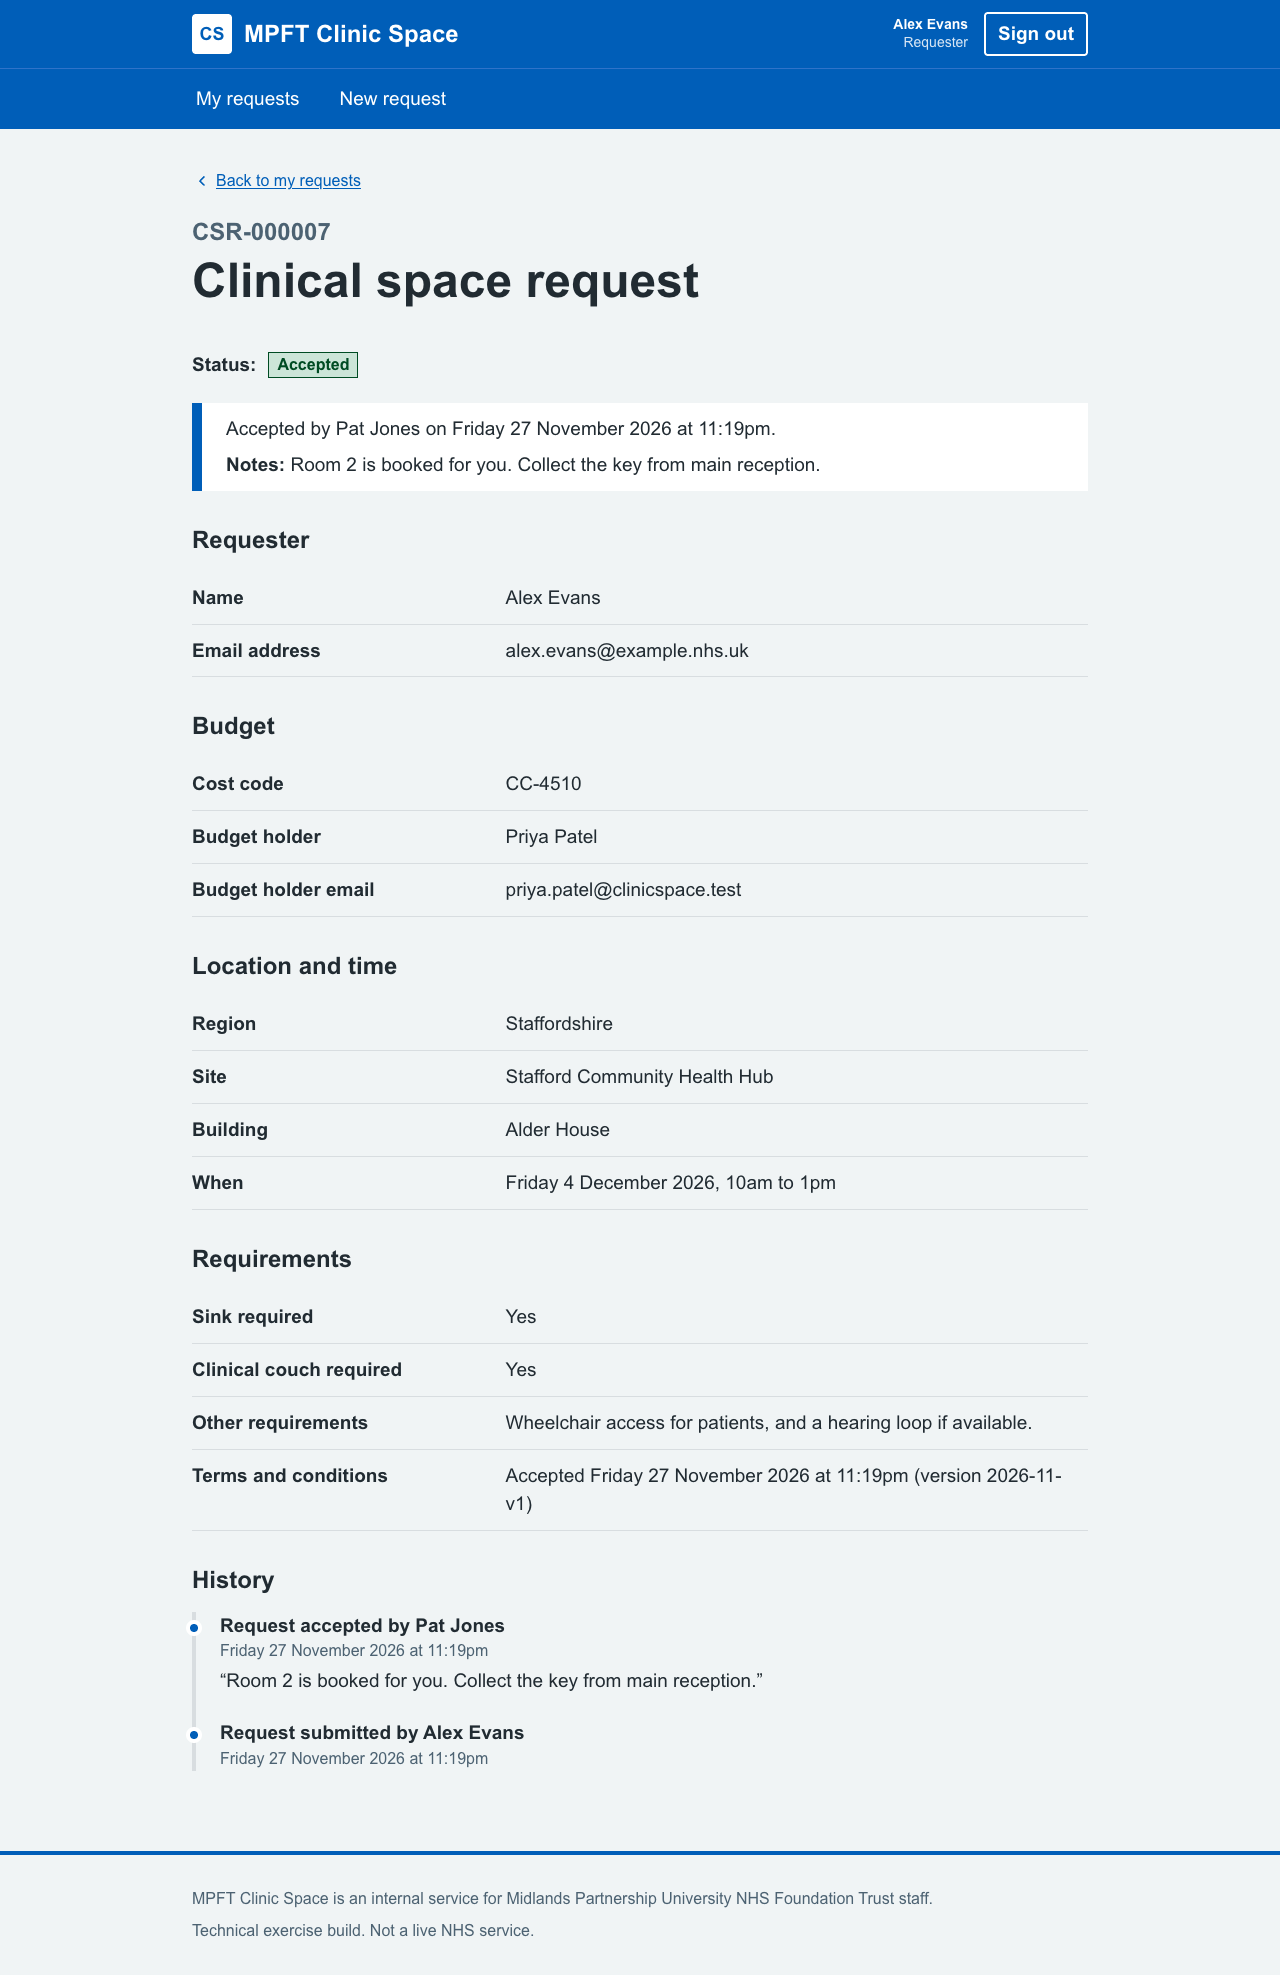 CS MPFT Clinic Space
Alex Evans
Requester
Sign out
My requests New request
Back to my requests
CSR-000007
Clinical space request
Status: Accepted
Accepted by Pat Jones on Friday 27 November 2026 at 11:19pm.
Notes: Room 2 is booked for you. Collect the key from main reception.
Requester
Name Alex Evans
Email address alex.evans@example.nhs.uk
Budget
Cost code CC-4510
Budget holder Priya Patel
Budget holder email priya.patel@clinicspace.test
Location and time
Region Staffordshire
Site Stafford Community Health Hub
Building Alder House
When Friday 4 December 2026, 10am to 1pm
Requirements
Sink required Yes
Clinical couch required Yes
Other requirements Wheelchair access for patients, and a hearing loop if available.
Terms and conditions Accepted Friday 27 November 2026 at 11:19pm (version 2026-11-
v1)
History
Request accepted by Pat Jones
Friday 27 November 2026 at 11:19pm
“Room 2 is booked for you. Collect the key from main reception.”
Request submitted by Alex Evans
Friday 27 November 2026 at 11:19pm
MPFT Clinic Space is an internal service for Midlands Partnership University NHS Foundation Trust staff.
Technical exercise build. Not a live NHS service.